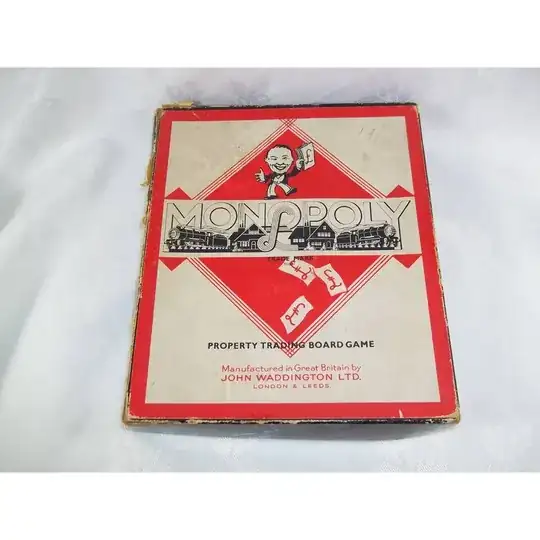 MONOPOLY
TRADE MARK
PROPERTY TRADING BOARD GAME
Manufactured in Great Britain by
JOHN WADDINGTON LTD.
LONDON & LEEDS